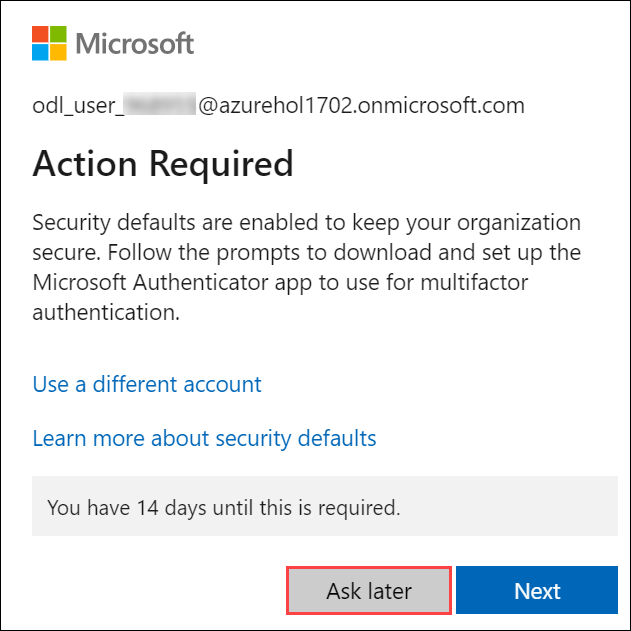 Microsoft
odl_user_@azurehol1702.onmicrosoft.com
Action Required
Security defaults are enabled to keep your organization
secure. Follow the prompts to download and set up the
Microsoft Authenticator app to use for multifactor
authentication.
Use a different account
Learn more about security defaults
You have 14 days until this is required.
Ask later
Next